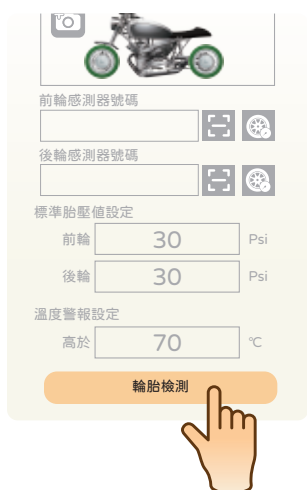 前輪感測器號碼
後輪感測器號碼
標準胎壓值設定
前輪 30 Psi
後輪 30 Psi
溫度警報設定
高於 70 ℃
輪胎檢測